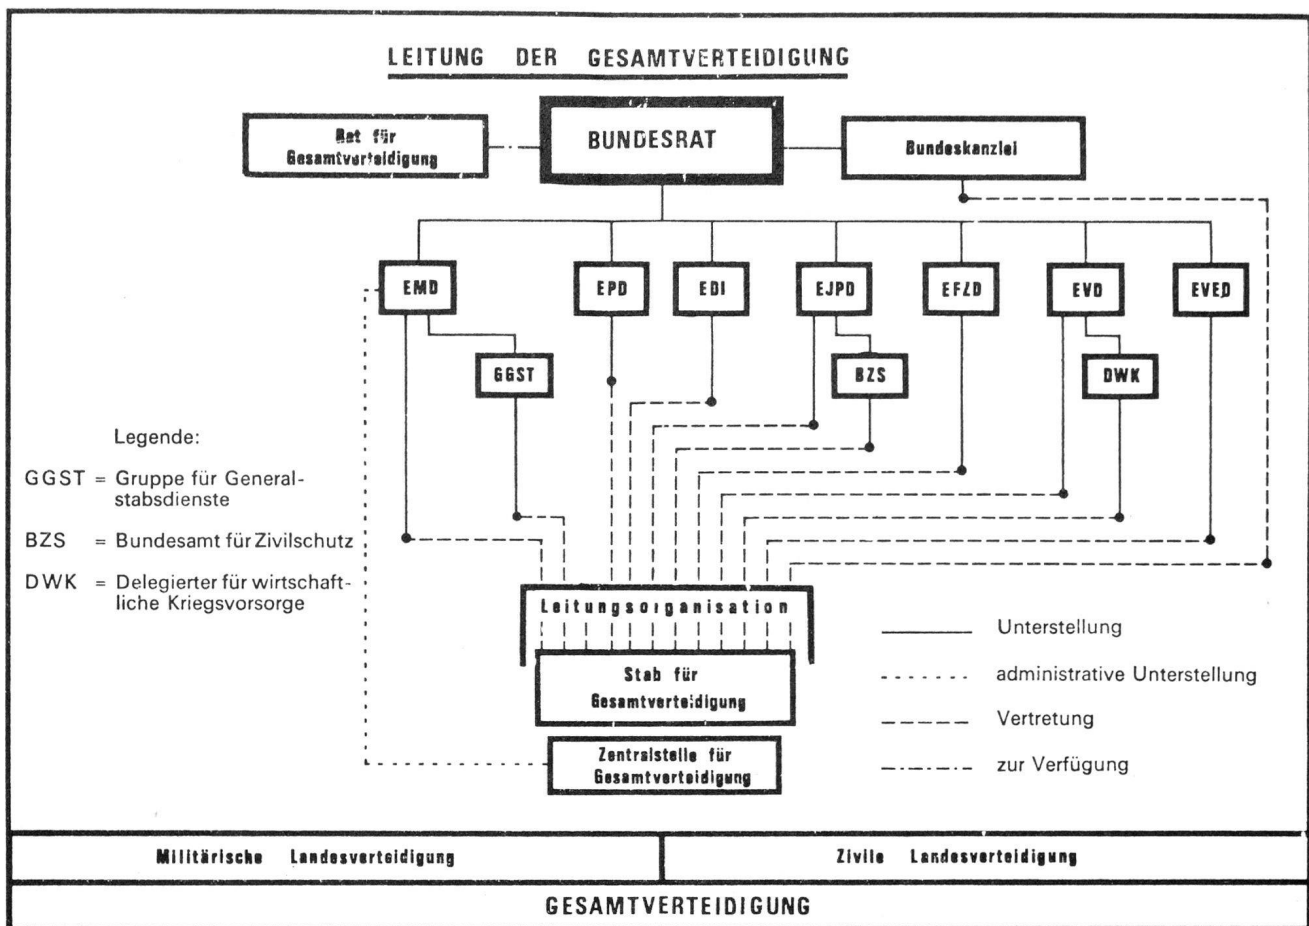 LEITUNG DER GESAMTVERTEIDIGUNG
Rat für
Gesamtverteidigung
BUNDESRAT
Bundeskanzlei
EMD
EPD
EDI
EJPD
EFZD
EVD
EVED
GGST
BZS
DWK
Legende:
GGST = Gruppe für General-
stabsdienste
BZS = Bundesamt für Zivilschutz
DWK = Delegierter für wirtschaft-
liche Kriegsvorsorge
Leitungsorganisation
Stab für
Gesamtverteidigung
Zentralstelle für
Gesamtverteidigung
Unterstellung
administrative Unterstellung
Vertretung
zur Verfügung
Militärische Landesverteidigung
Zivile Landesverteidigung
GESAMTVERTEIDIGUNG